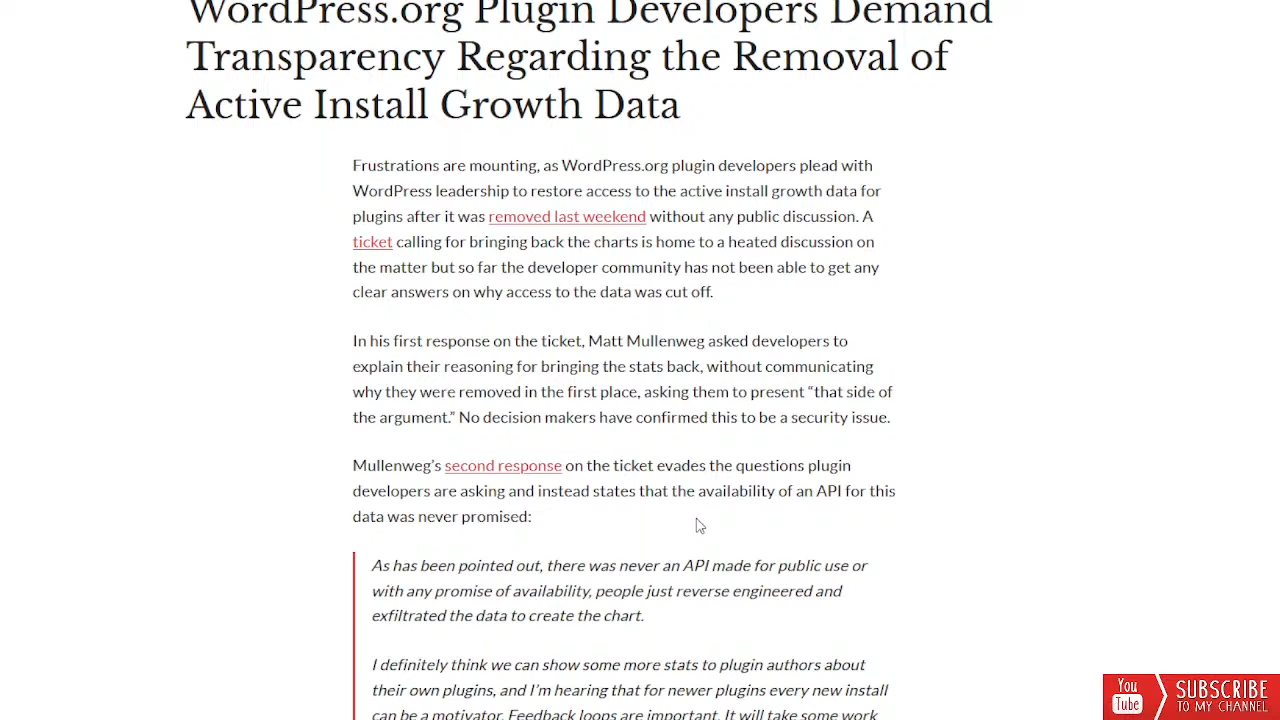 WordPress.org Plugin Developers Demand
Transparency Regarding the Removal of
Active Install Growth Data
Frustrations are mounting, as WordPress.org plugin developers plead with
WordPress leadership to restore access to the active install growth data for
plugins after it was removed last weekend without any public discussion. A
ticket calling for bringing back the charts is home to a heated discussion on
the matter but so far the developer community has not been able to get any
clear answers on why access to the data was cut off.
In his first response on the ticket, Matt Mullenweg asked developers to
explain their reasoning for bringing the stats back, without communicating
why they were removed in the first place, asking them to present “that side of
the argument.” No decision makers have confirmed this to be a security issue.
Mullenweg’s second response on the ticket evades the questions plugin
developers are asking and instead states that the availability of an API for this
data was never promised:
As has been pointed out, there was never an API made for public use or
with any promise of availability, people just reverse engineered and
exfiltrated the data to create the chart.
I definitely think we can show some more stats to plugin authors about
their own plugins, and I’m hearing that for newer plugins every new install
can be a motivator. Feedback loops are important. It will take some work
You
Tube
SUBSCRIBE
TO MY CHANNEL